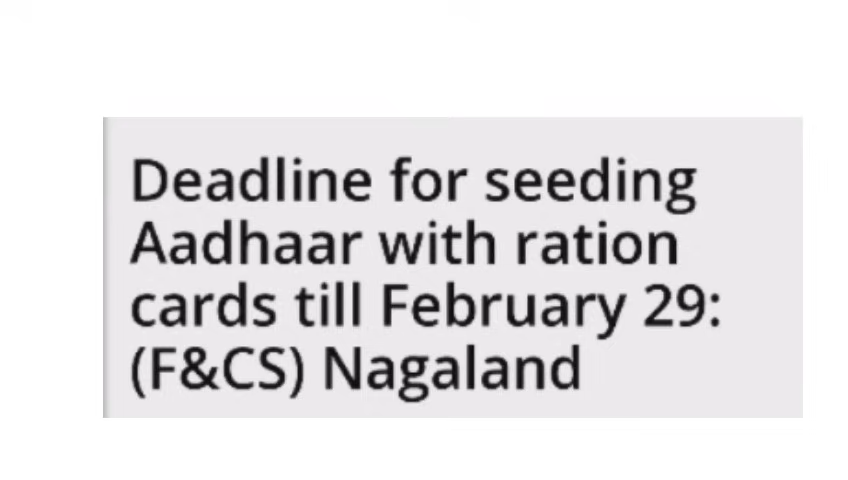 Deadline for seeding
Aadhaar with ration
cards till February 29:
(F&CS) Nagaland